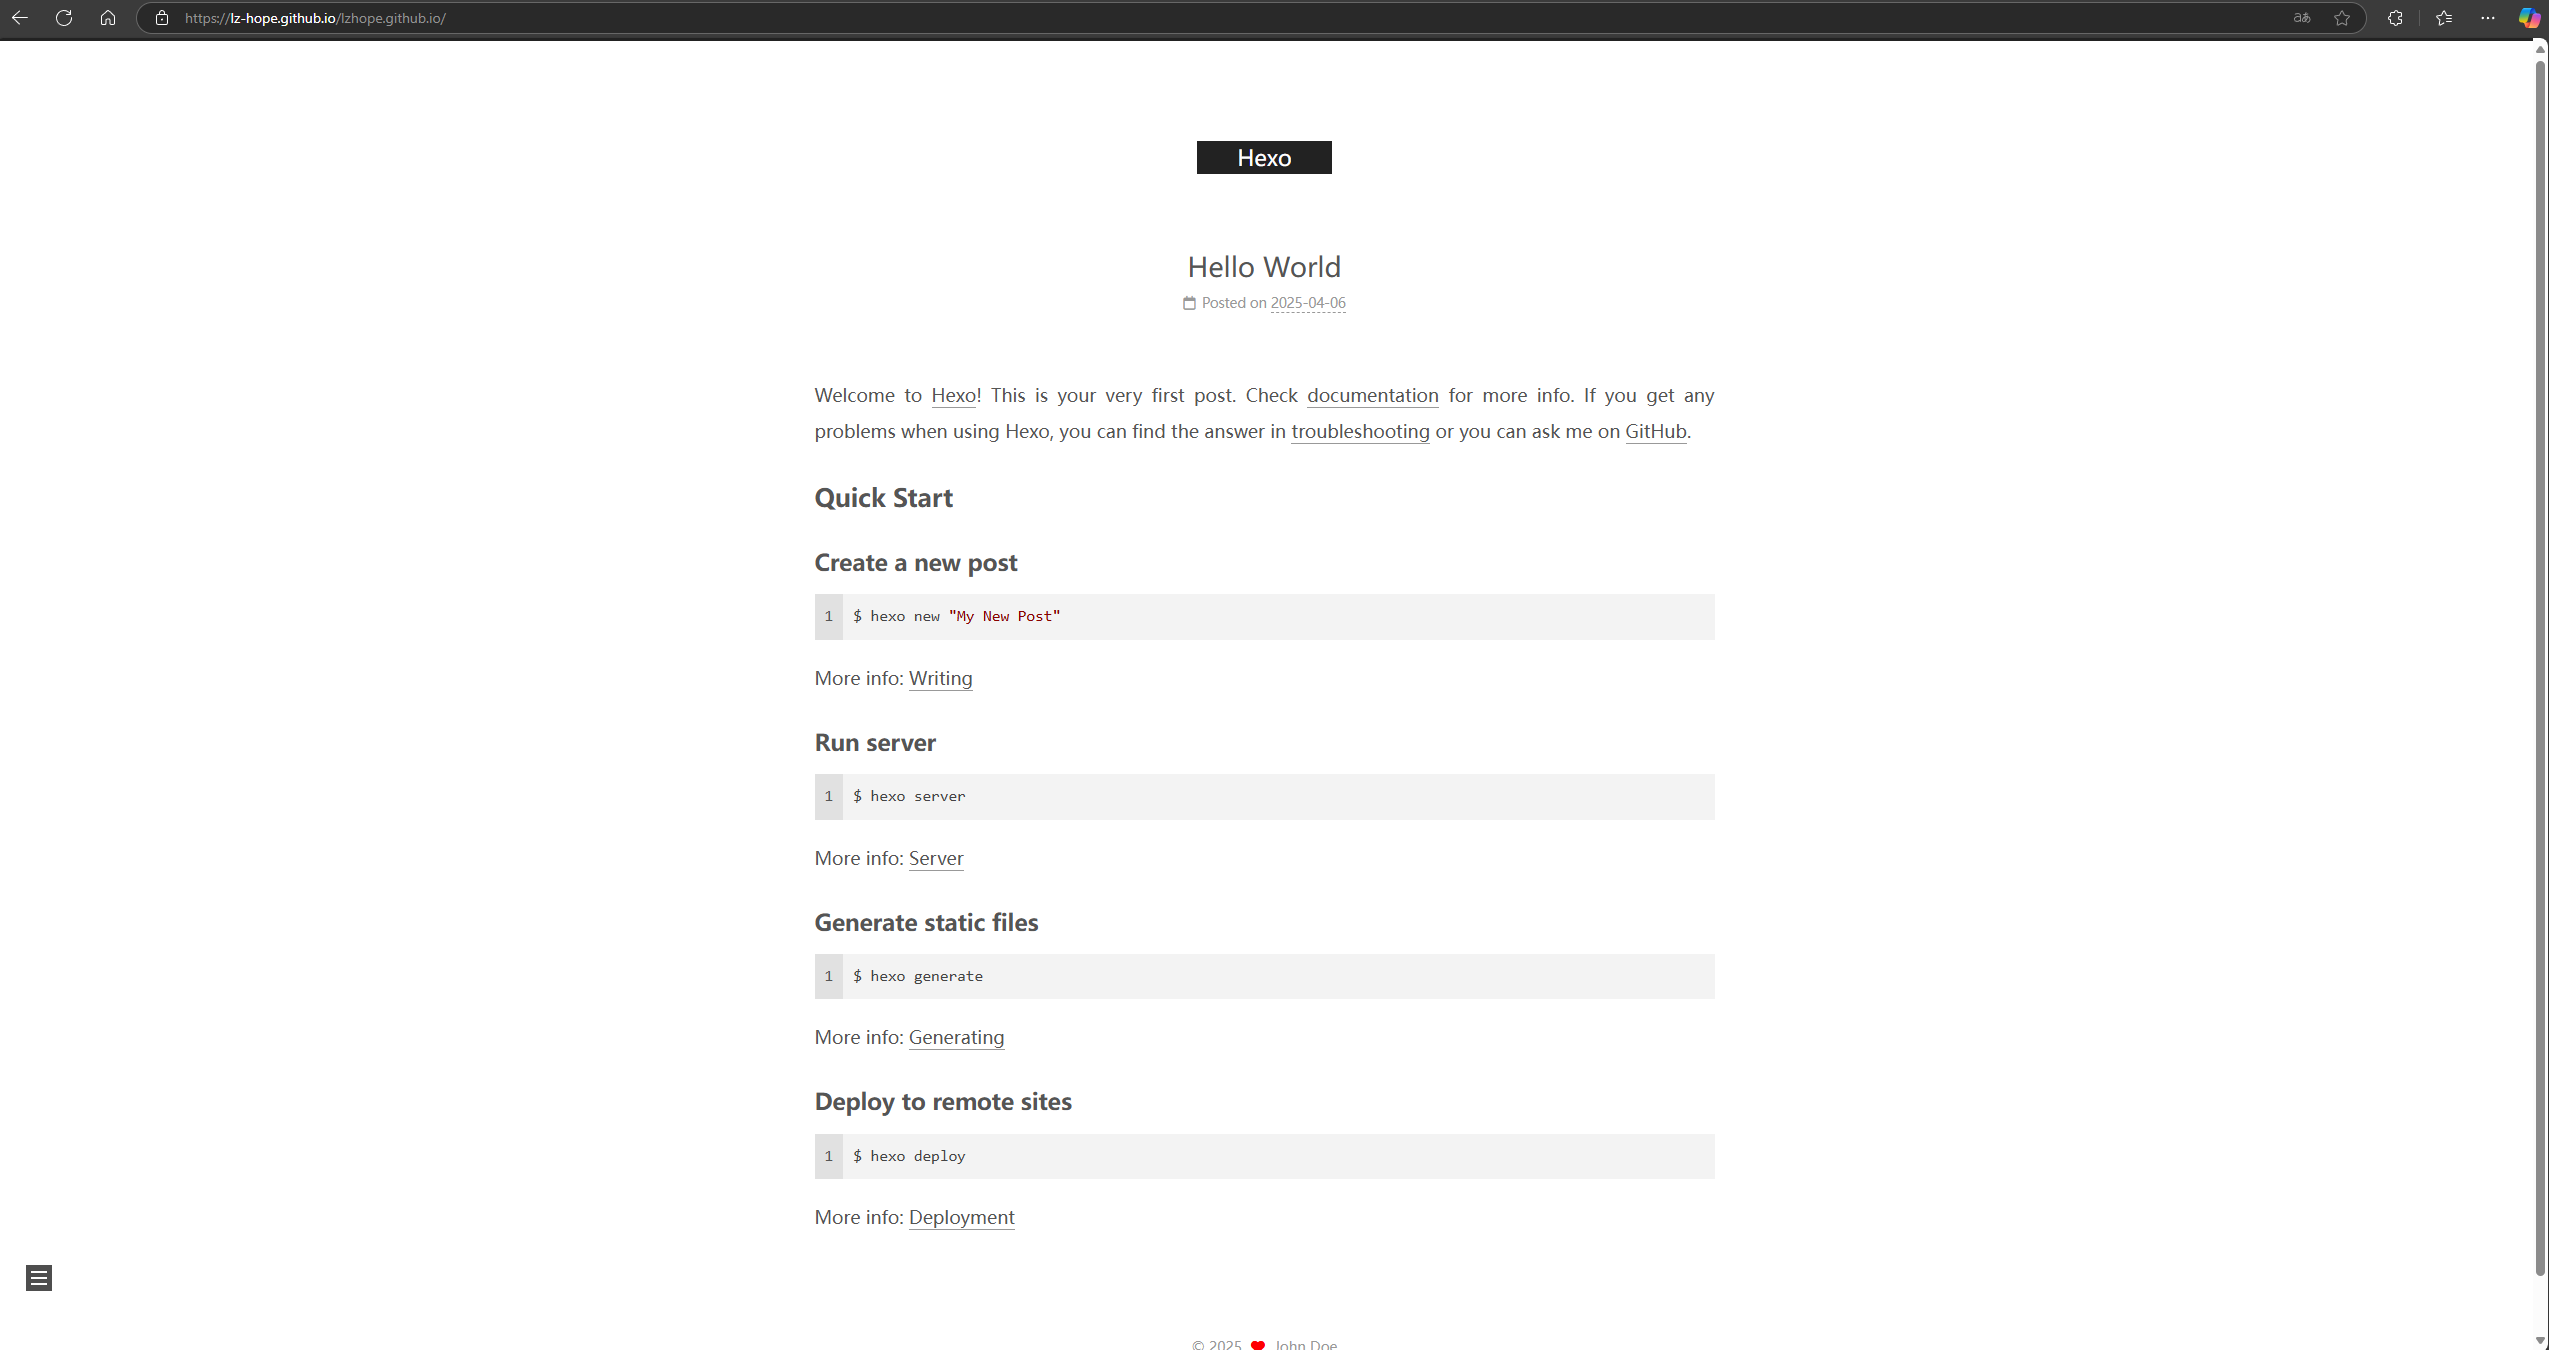 https://lz-hope.github.io/lzhope.github.io/
aあ
Hexo
Hello World
Posted on 2025-04-06
Welcome to Hexo! This is your very first post. Check documentation for more info. If you get any
problems when using Hexo, you can find the answer in troubleshooting or you can ask me on GitHub.
Quick Start
Create a new post
1 $ hexo new "My New Post"
More info: Writing
Run server
1 $ hexo server
More info: Server
Generate static files
1 $ hexo generate
More info: Generating
Deploy to remote sites
1 $ hexo deploy
More info: Deployment
© 2025 John Doe